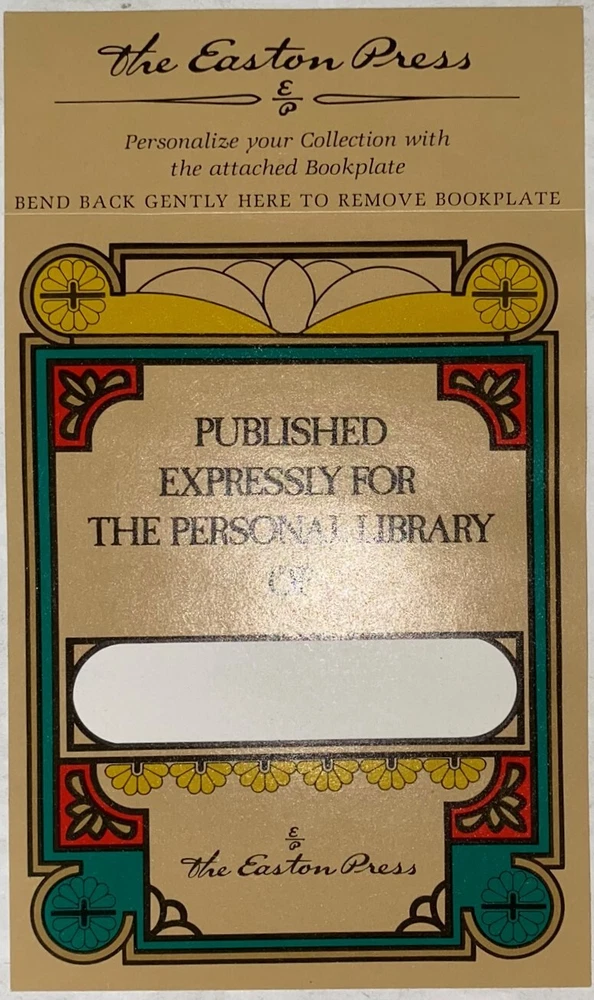 The Easton Press
E
P
Personalize your Collection with
the attached Bookplate
BEND BACK GENTLY HERE TO REMOVE BOOKPLATE
PUBLISHED
EXPRESSLY FOR
THE PERSONAL LIBRARY
OF
E
P
The Easton Press